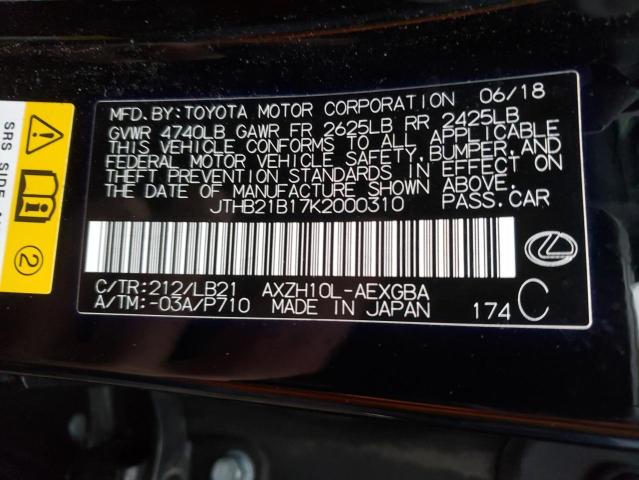 MFD.BY:TOYOTA MOTOR CORPORATION 06/18
GVWR 4740LB GAWR FR 2625LB RR 2425LB
THIS VEHICLE CONFORMS TO ALL APPLICABLE
FEDERAL MOTOR VEHICLE SAFETY,BUMPER,AND
THEFT PREVENTION STANDARDS IN EFFECT ON
THE DATE OF MANUFACTURE SHOWN ABOVE.
JTHB21B17K2000310 PASS.CAR
C/TR:212/LB21 AXZH10L-AEXGBA
A/TM:-03A/P710 MADE IN JAPAN 174 C
SRS SIDE
2